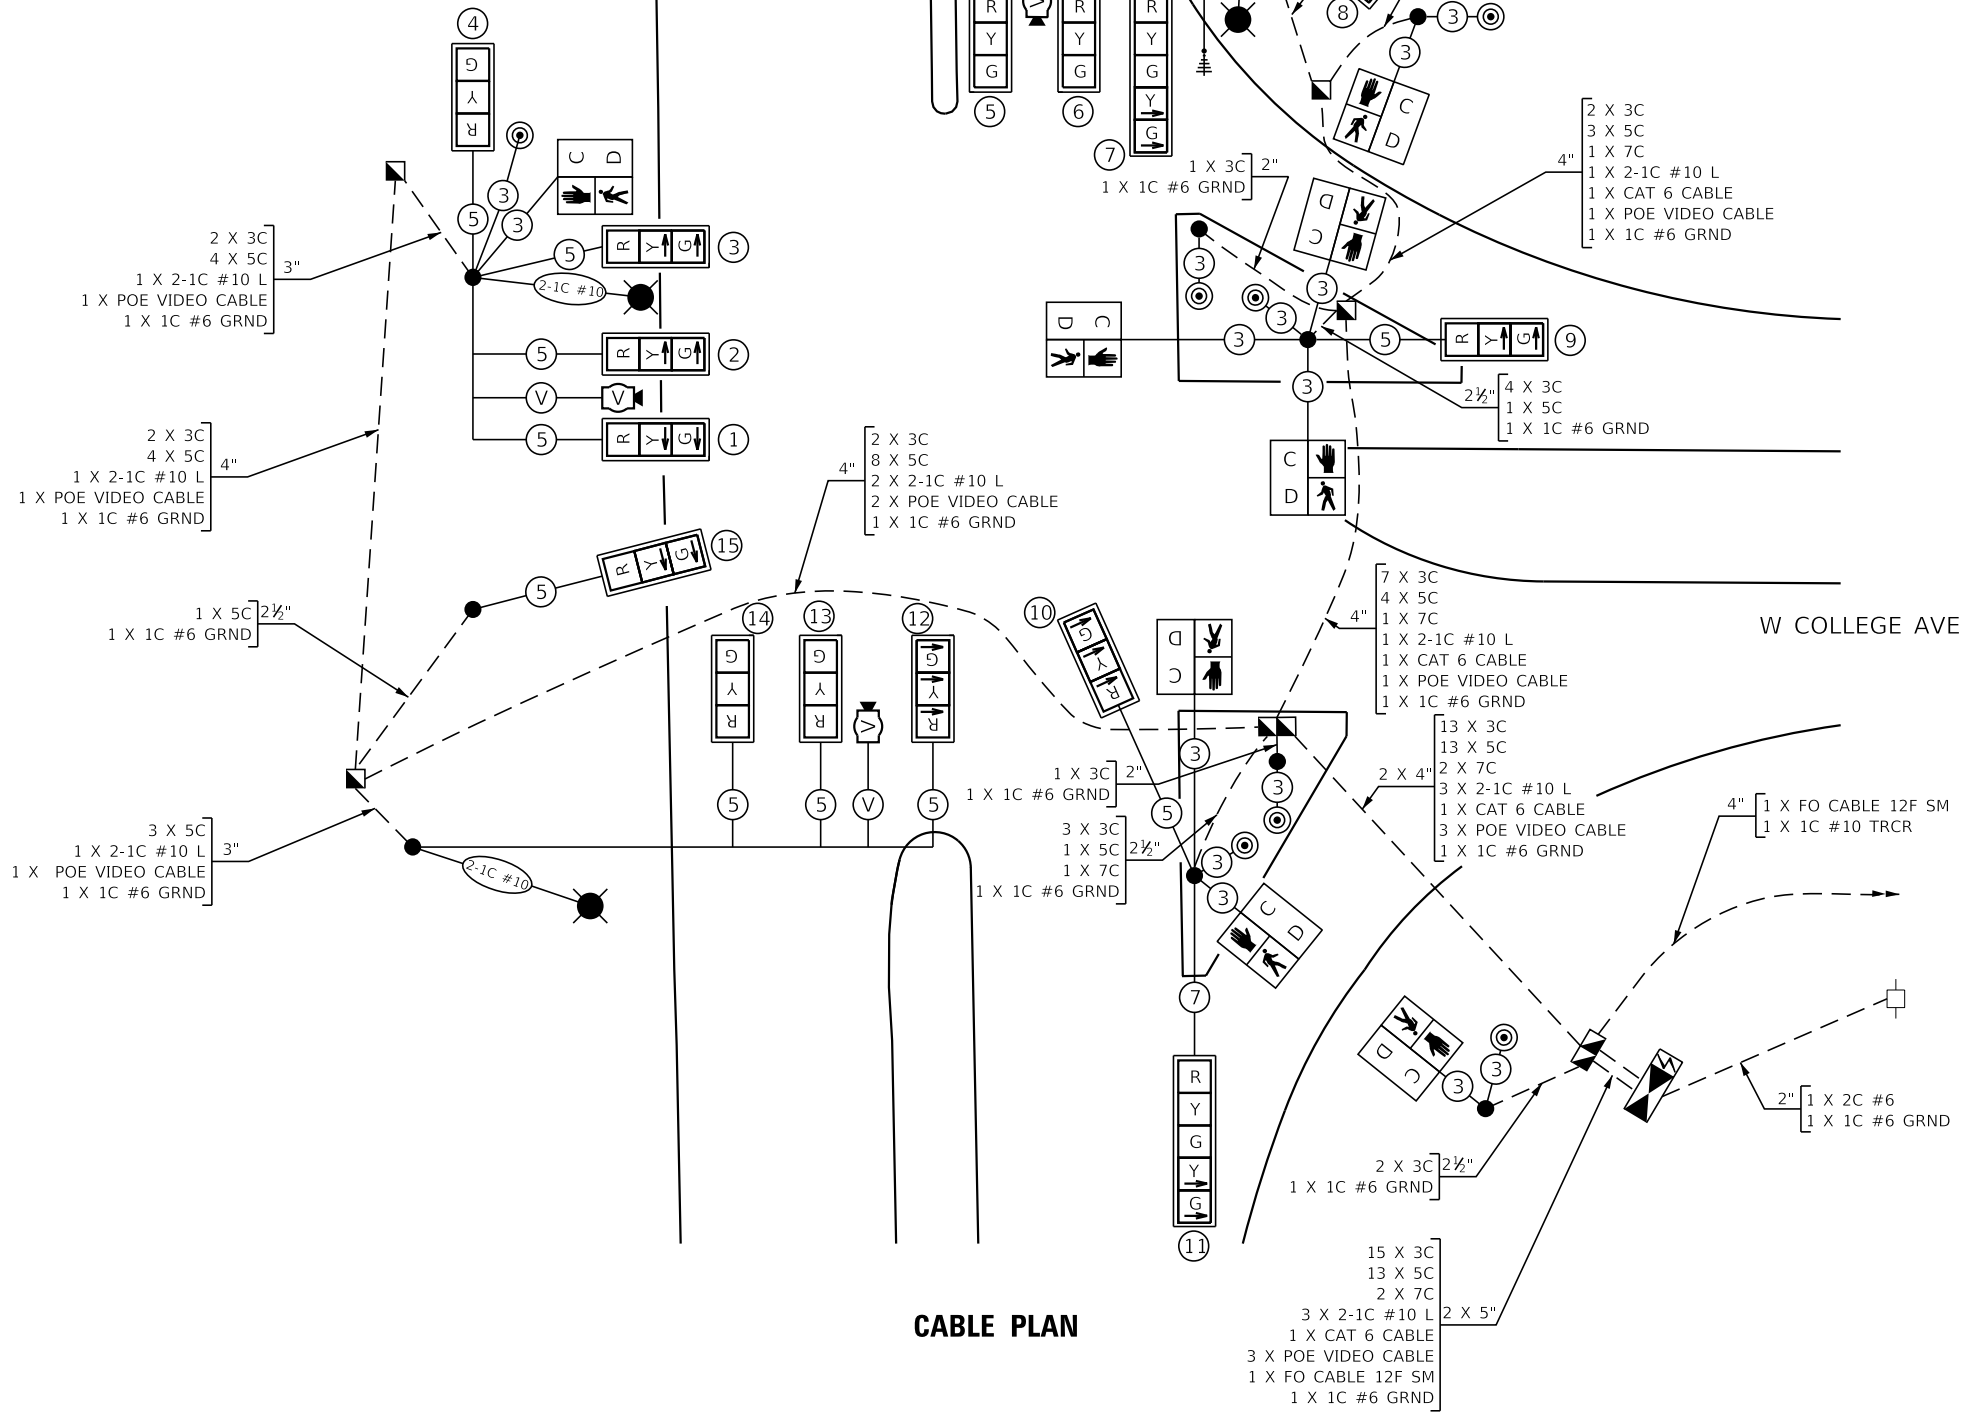 4
G
Y
R
5
3
3
C D
2 X 3C
4 X 5C
1 X 2-1C #10 L
1 X POE VIDEO CABLE
1 X 1C #6 GRND
3"
5
R Y G
3
2-1C #10
5
R Y G
2
V
V
5
R Y G
1
2 X 3C
4 X 5C
1 X 2-1C #10 L
1 X POE VIDEO CABLE
1 X 1C #6 GRND
4"
R Y G
15
5
1 X 5C
1 X 1C #6 GRND
2½"
3 X 5C
1 X 2-1C #10 L
1 X POE VIDEO CABLE
1 X 1C #6 GRND
3"
2-1C #10
14
G
Y
R
5
13
G
Y
R
5
V
V
12
G
Y
R
5
4"
2 X 3C
8 X 5C
2 X 2-1C #10 L
2 X POE VIDEO CABLE
1 X 1C #6 GRND
R
Y
G
5
V
R
Y
G
6
R
Y
G
Y
G
7
8
3
3
C
D
1 X 3C
1 X 1C #6 GRND
2"
D
C
4"
2 X 3C
3 X 5C
1 X 7C
1 X 2-1C #10 L
1 X CAT 6 CABLE
1 X POE VIDEO CABLE
1 X 1C #6 GRND
3
3
3
D C
3
5
R Y G
9
3
2½"
4 X 3C
1 X 5C
1 X 1C #6 GRND
C
D
W COLLEGE AVE
4"
7 X 3C
4 X 5C
1 X 7C
1 X 2-1C #10 L
1 X CAT 6 CABLE
1 X POE VIDEO CABLE
1 X 1C #6 GRND
10
G
Y
R
D
C
3
5
1 X 3C
1 X 1C #6 GRND
2"
3
3 X 3C
1 X 5C
1 X 7C
1 X 1C #6 GRND
2½"
3
3
C
D
2 X 4"
13 X 3C
13 X 5C
2 X 7C
3 X 2-1C #10 L
1 X CAT 6 CABLE
3 X POE VIDEO CABLE
1 X 1C #6 GRND
4"
1 X FO CABLE 12F SM
1 X 1C #10 TRCR
7
R
Y
G
Y
G
11
D
C
3
3
2"
1 X 2C #6
1 X 1C #6 GRND
2 X 3C
1 X 1C #6 GRND
2½"
15 X 3C
13 X 5C
2 X 7C
3 X 2-1C #10 L
1 X CAT 6 CABLE
3 X POE VIDEO CABLE
1 X FO CABLE 12F SM
1 X 1C #6 GRND
2 X 5"
CABLE PLAN